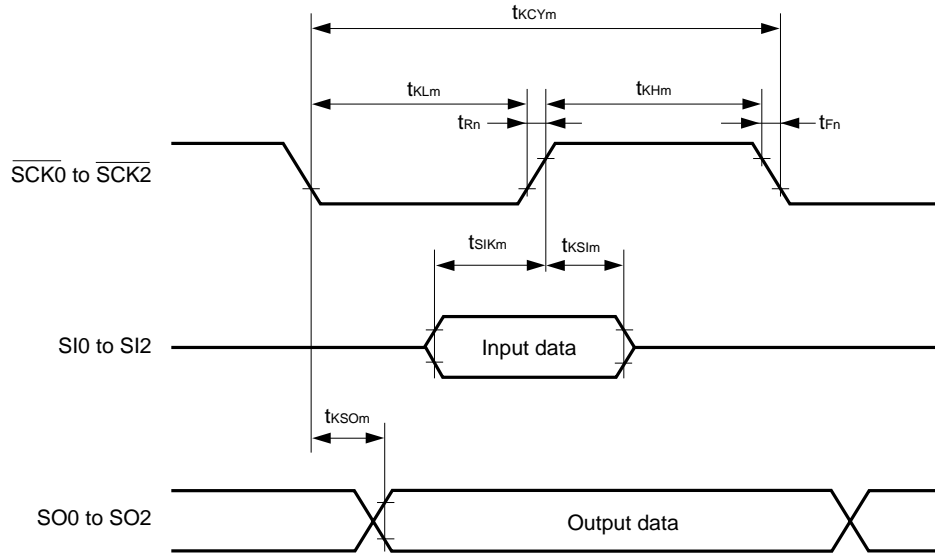 tKCYm
tKLm
tKHm
tRn
tFn
SCK0 to SCK2
tSIKm
tKSIm
SI0 to SI2
Input data
tKSOm
SO0 to SO2
Output data